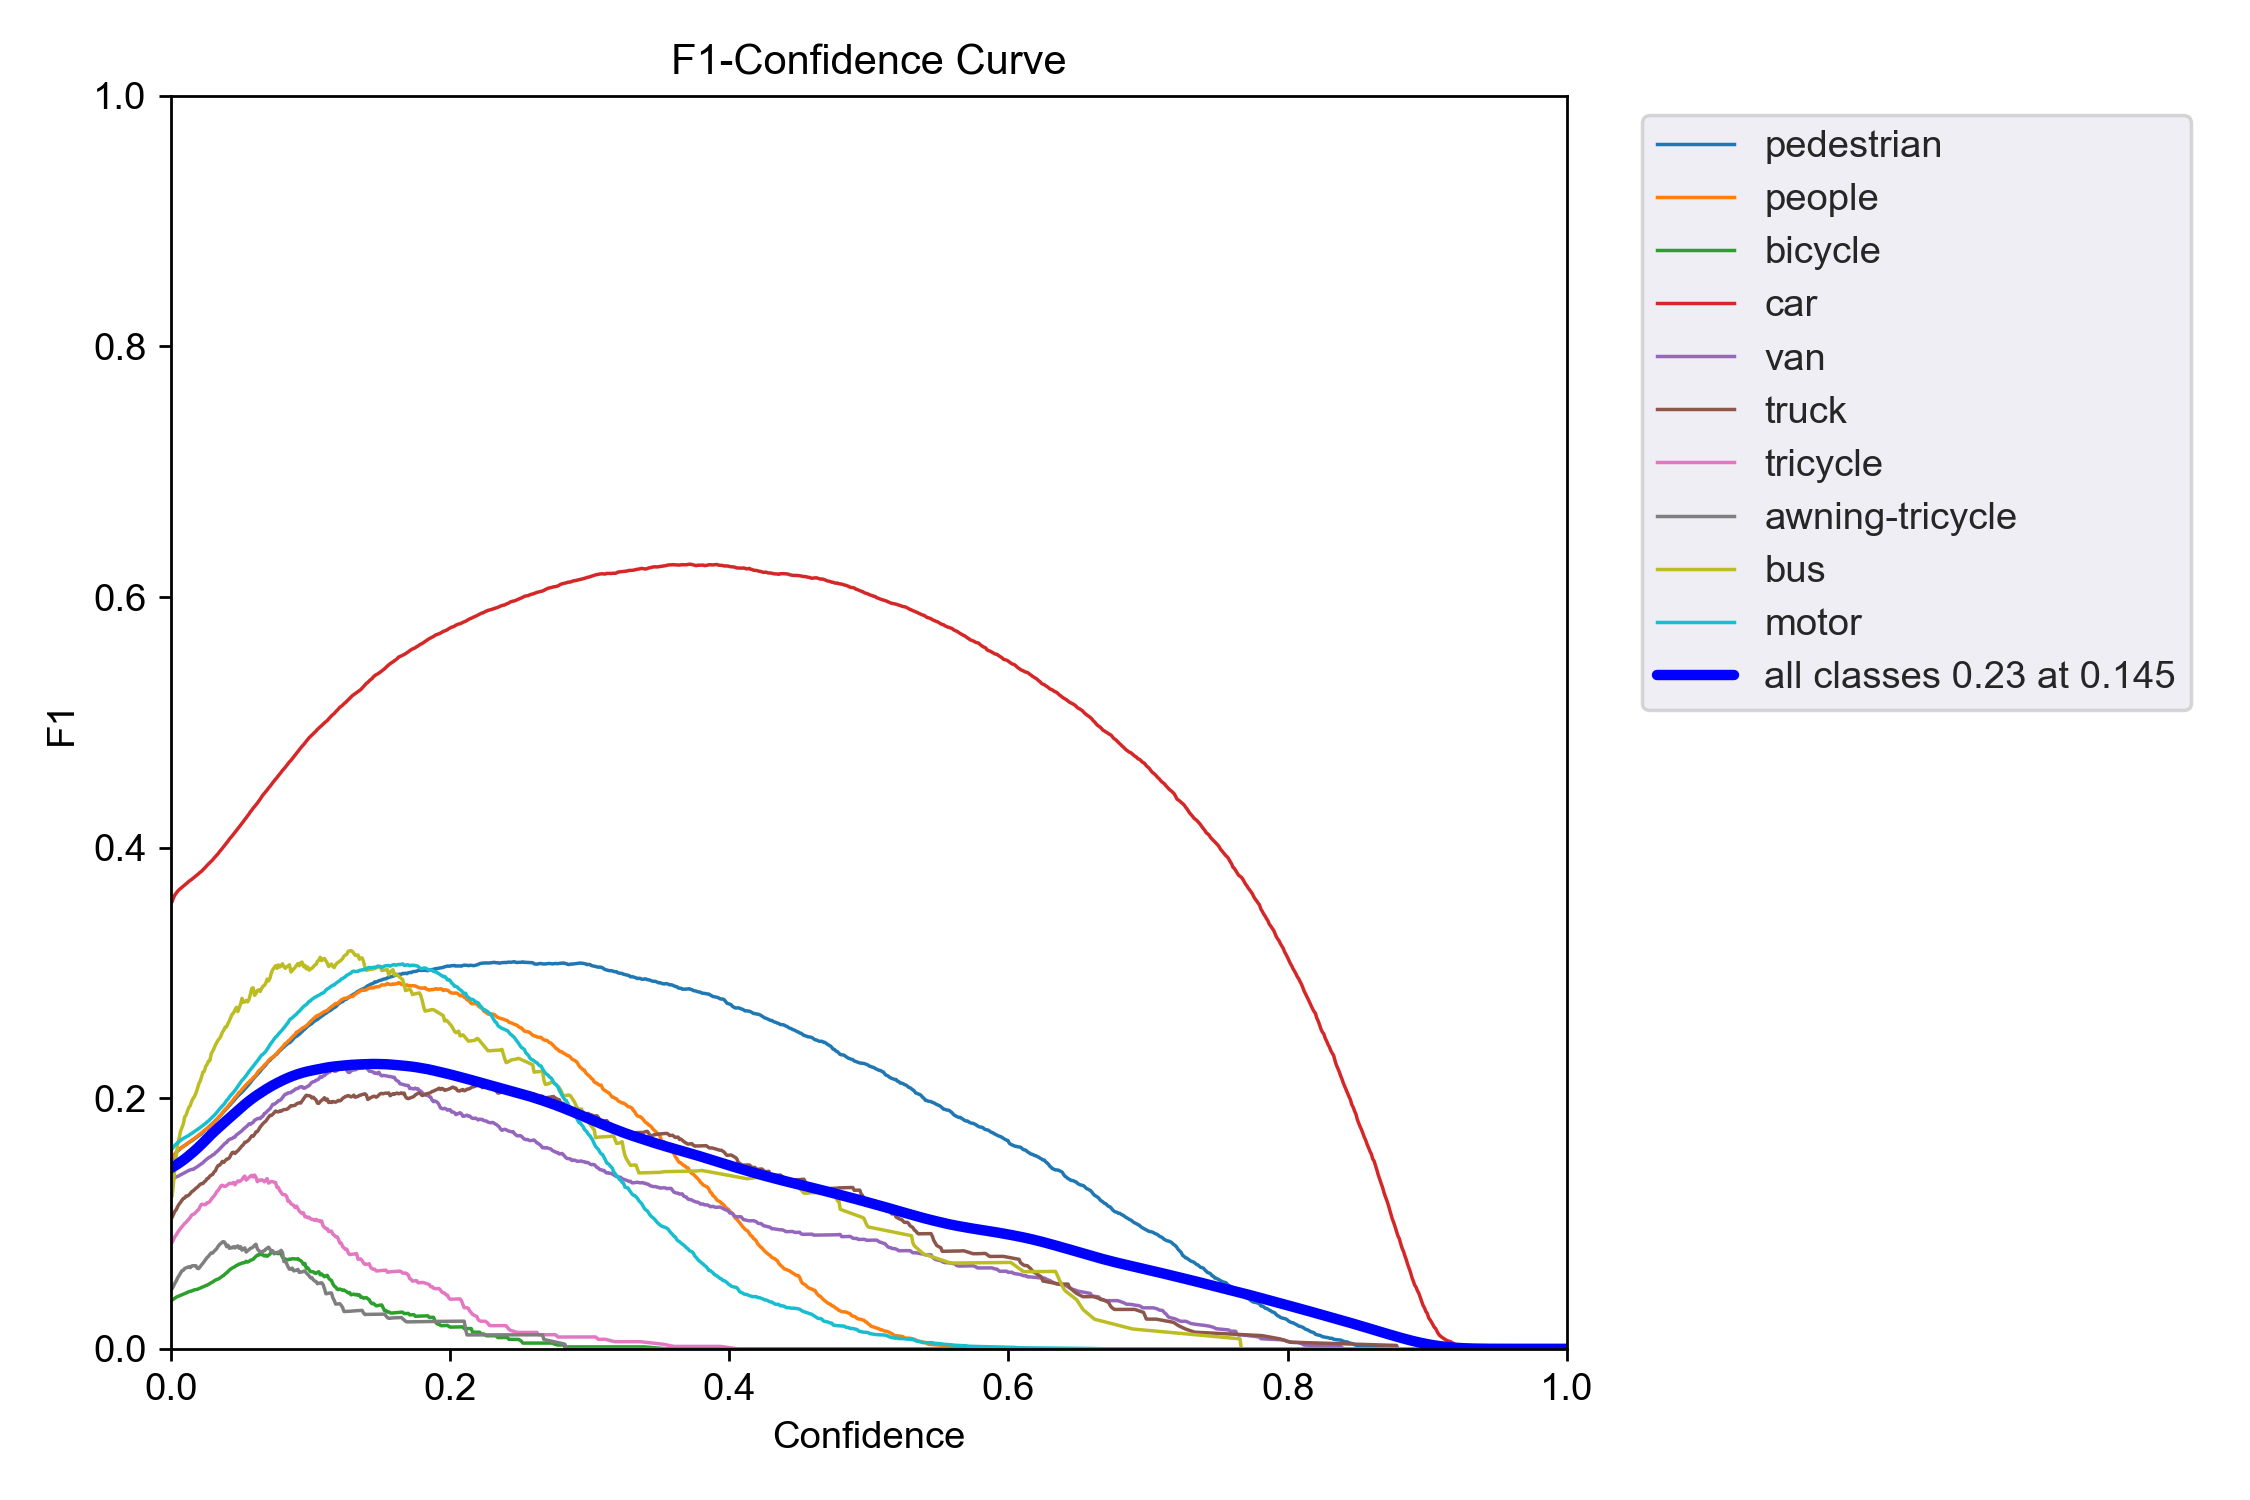 F1-Confidence Curve
1.0
0.8
0.6
0.4
0.2
0.0
F1
0.0 0.2 0.4 0.6 0.8 1.0
Confidence
pedestrian
people
bicycle
car
van
truck
tricycle
awning-tricycle
bus
motor
all classes 0.23 at 0.145